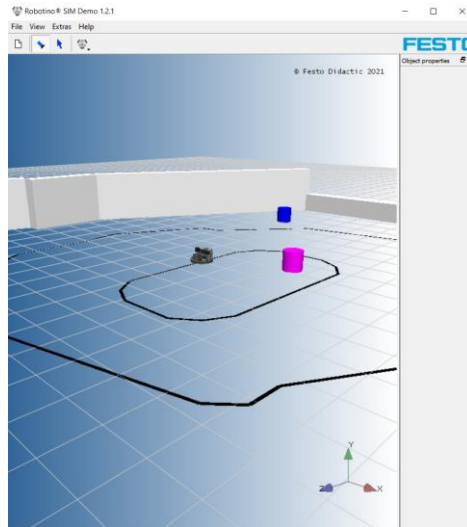 Robotino® SIM Demo 1.2.1
File View Extras Help
FESTO
© Festo Didactic 2021
Object properties
Y
Z
X